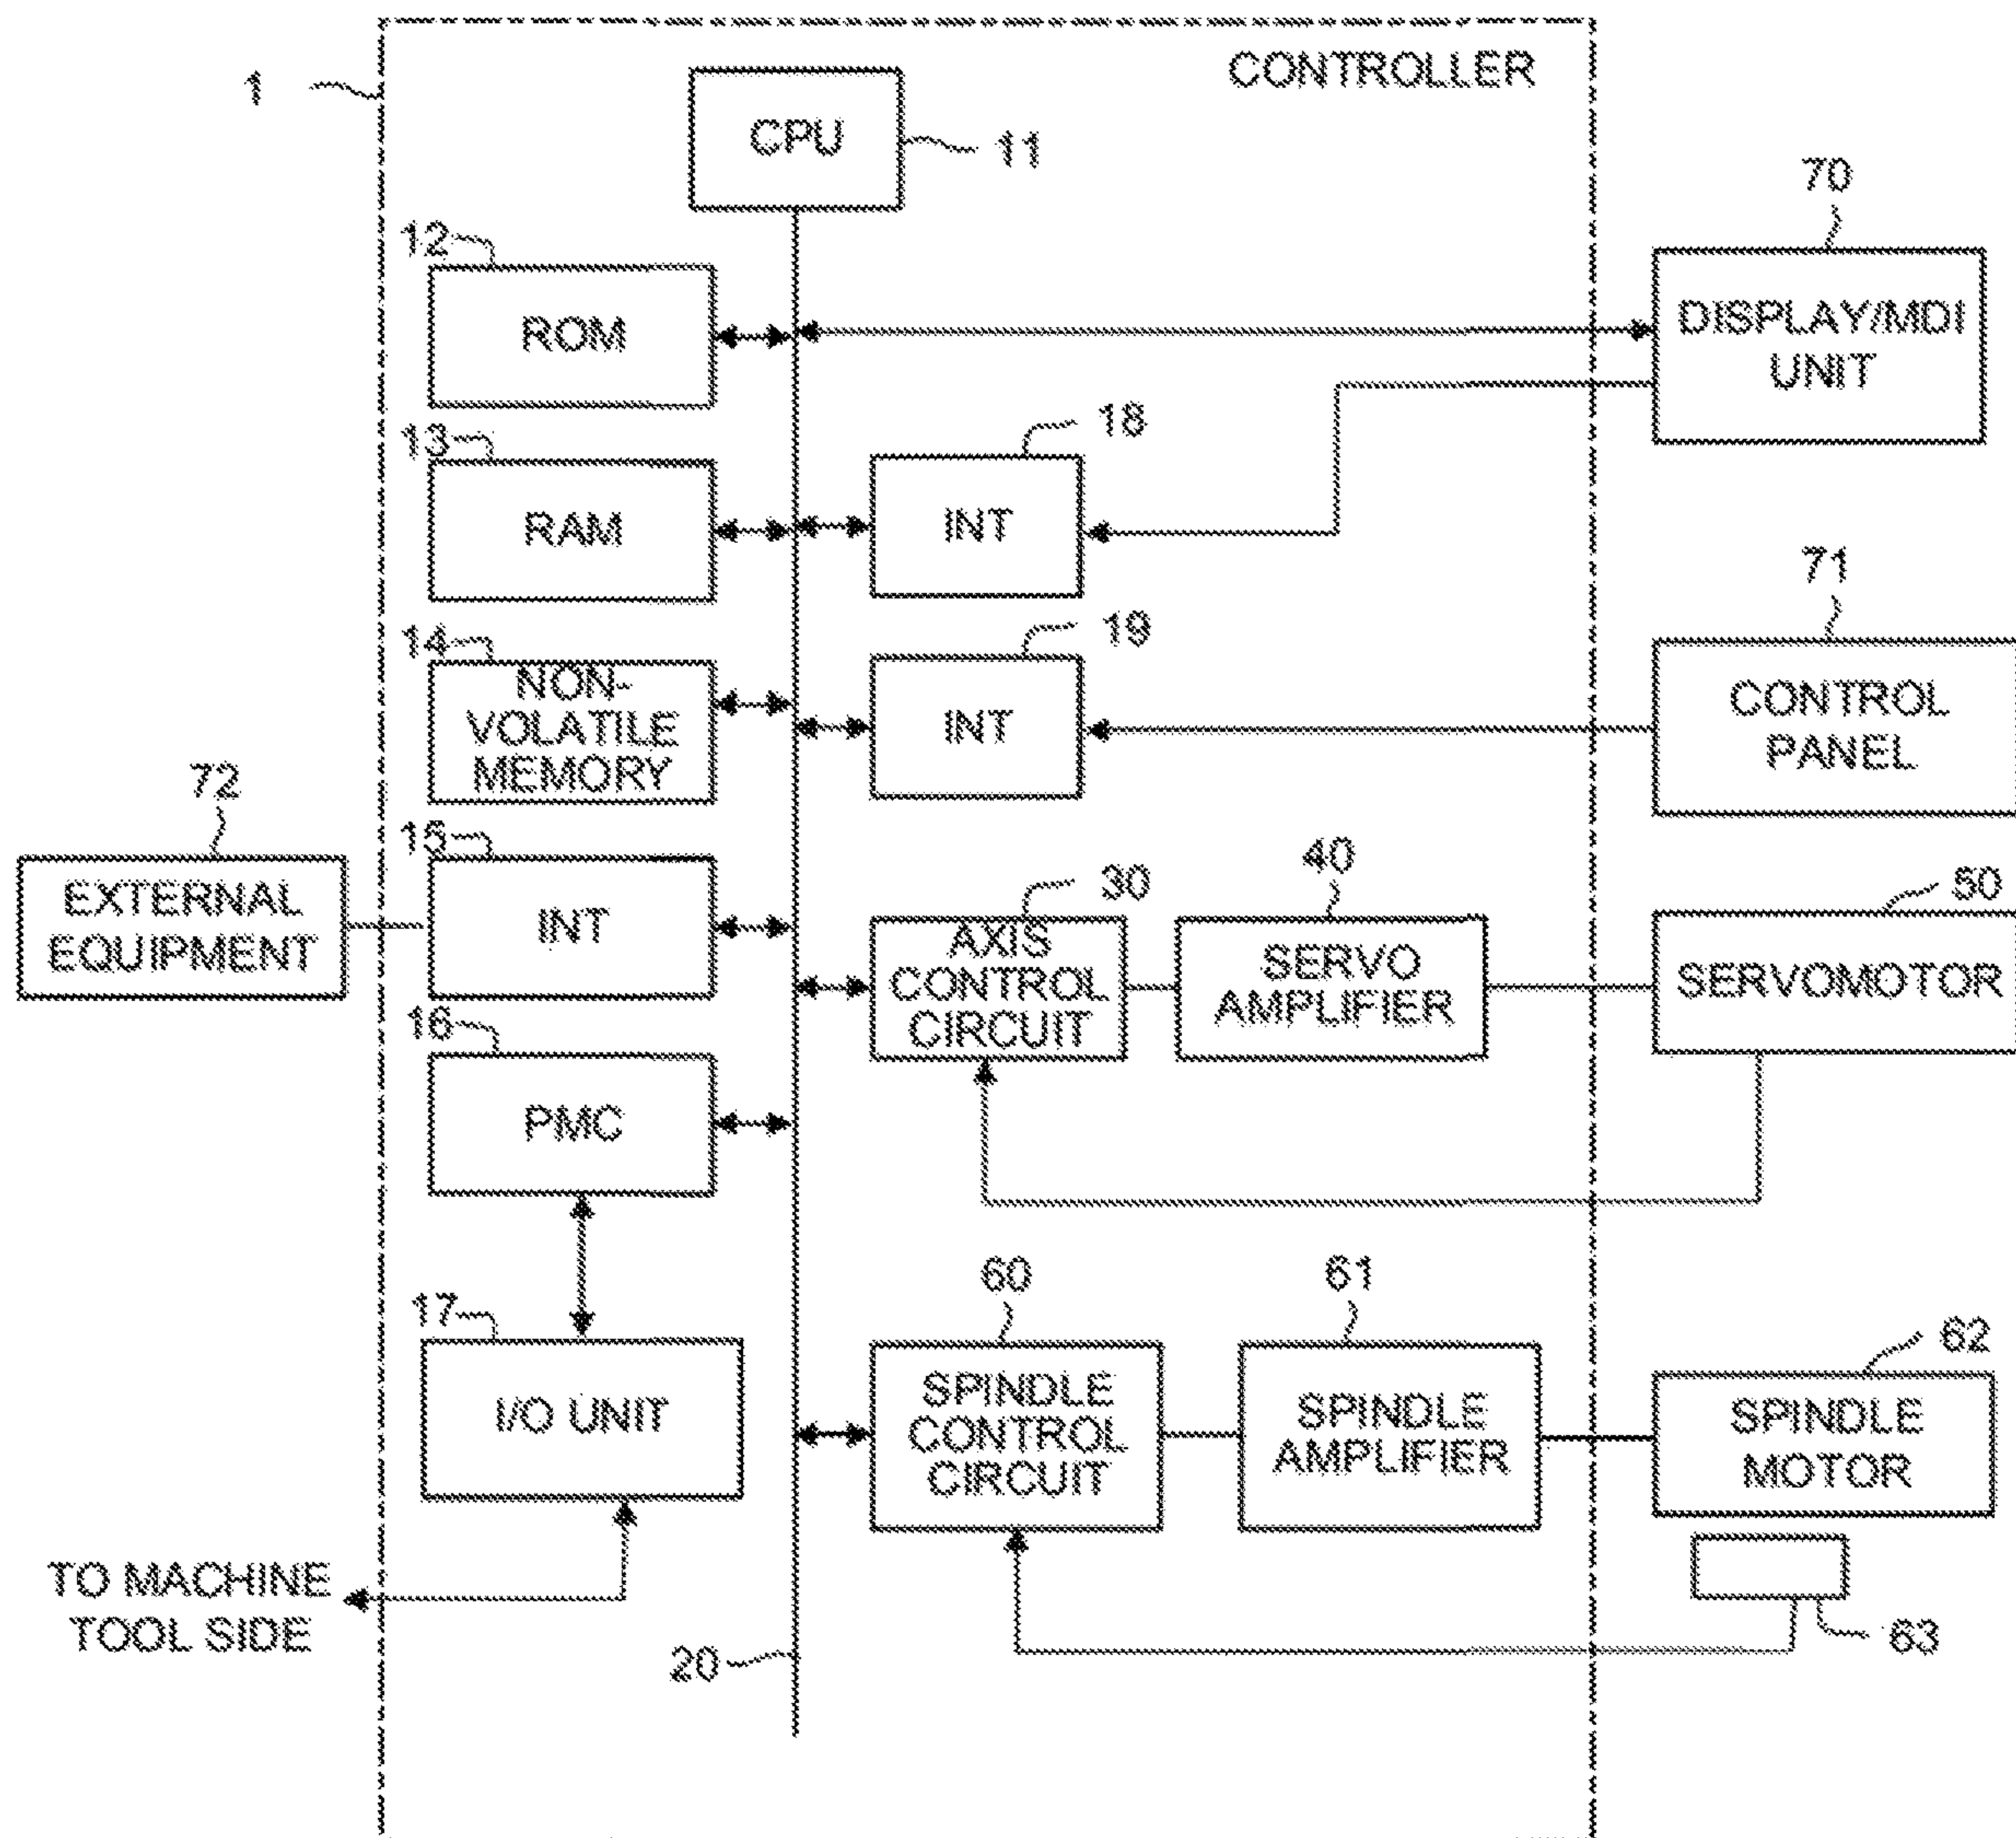 1
CONTROLLER
CPU
11
70
12
ROM
DISPLAY/MDI
UNIT
13
RAM
18
INT
71
14
NON-
VOLATILE
MEMORY
19
INT
CONTROL
PANEL
72
EXTERNAL
EQUIPMENT
15
INT
30
AXIS
CONTROL
CIRCUIT
40
SERVO
AMPLIFIER
50
SERVOMOTOR
16
PMC
17
I/O UNIT
60
SPINDLE
CONTROL
CIRCUIT
61
SPINDLE
AMPLIFIER
62
SPINDLE
MOTOR
TO MACHINE
TOOL SIDE
20
63